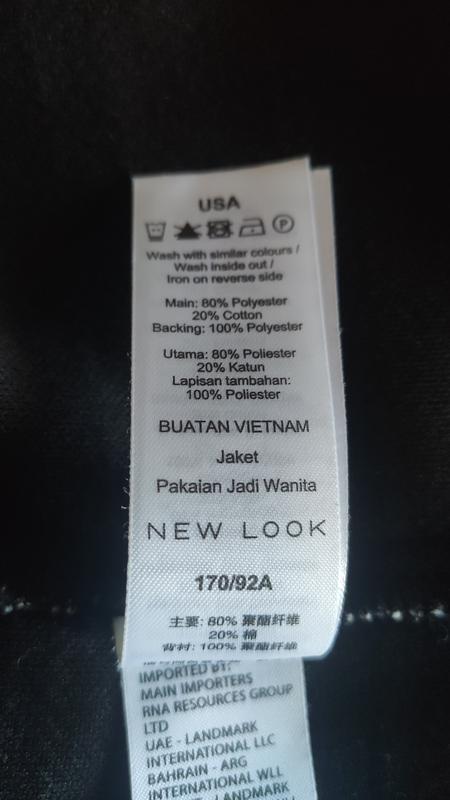 USA
Wash with similar colours /
Wash inside out /
Iron on reverse side
Main: 80% Polyester
20% Cotton
Backing: 100% Polyester
Utama: 80% Poliester
20% Katun
Lapisan tambahan:
100% Poliester
BUATAN VIETNAM
Jaket
Pakaian Jadi Wanita
NEW LOOK
170/92A
主要: 80% 聚酯纤维
20% 棉
背衬: 100% 聚酯纤维
IMPORTED BY:
MAIN IMPORTERS
RNA RESOURCES GROUP
LTD
UAE - LANDMARK
INTERNATIONAL LLC
BAHRAIN - ARG
INTERNATIONAL WLL